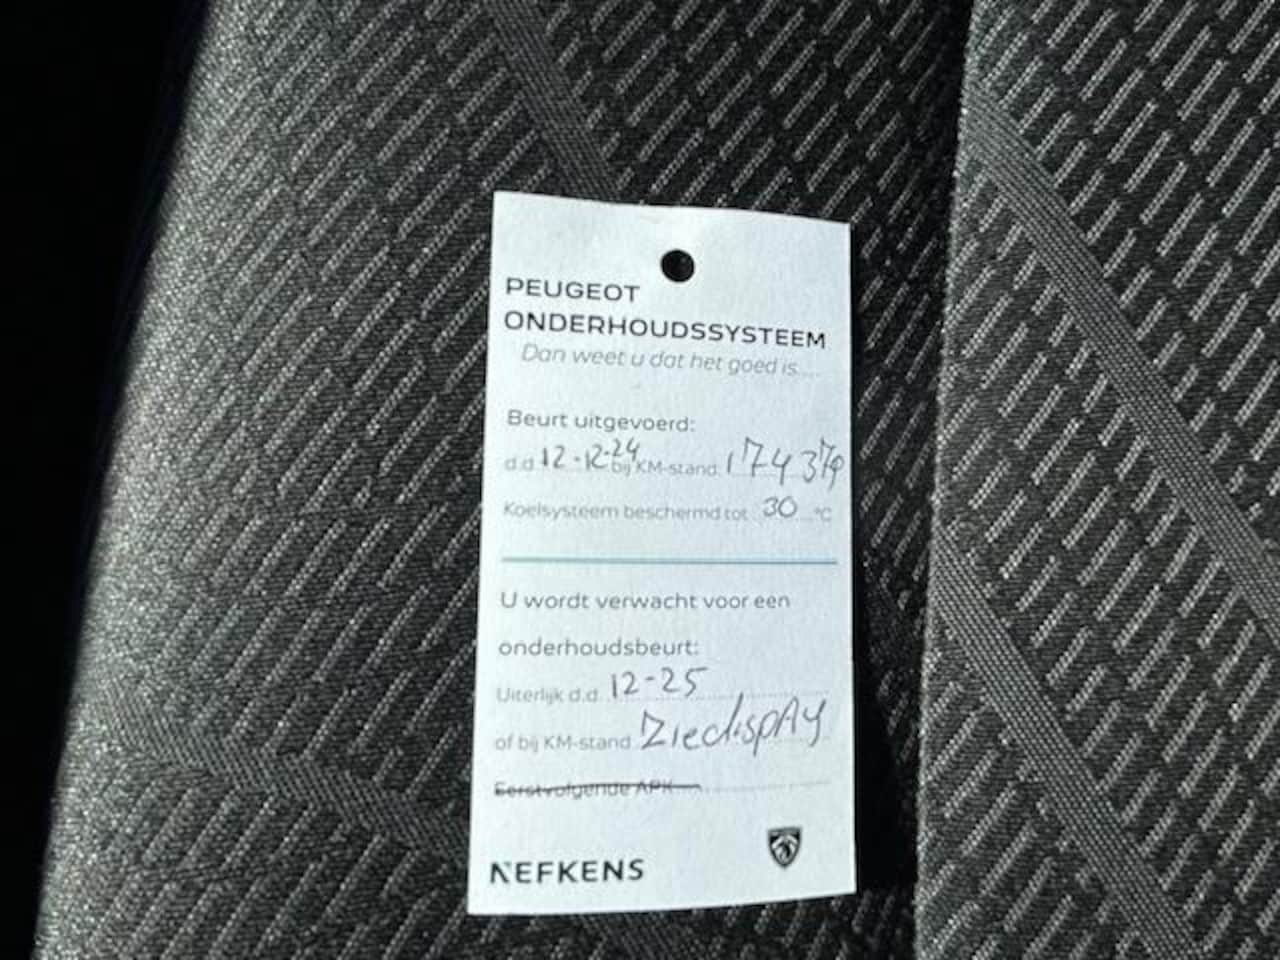 PEUGEOT
ONDERHOUDSSYSTEEM
Dan weet u dat het goed is....
Beurt uitgevoerd:
d.d. 12-12-24 bij KM-stand 174379
Koelsysteem beschermd tot 30 °C
U wordt verwacht voor een
onderhoudsbeurt:
Uiterlijk d.d. 12-25
of bij KM-stand Ziedisplay
Eerstvolgende APK
NEFKENS